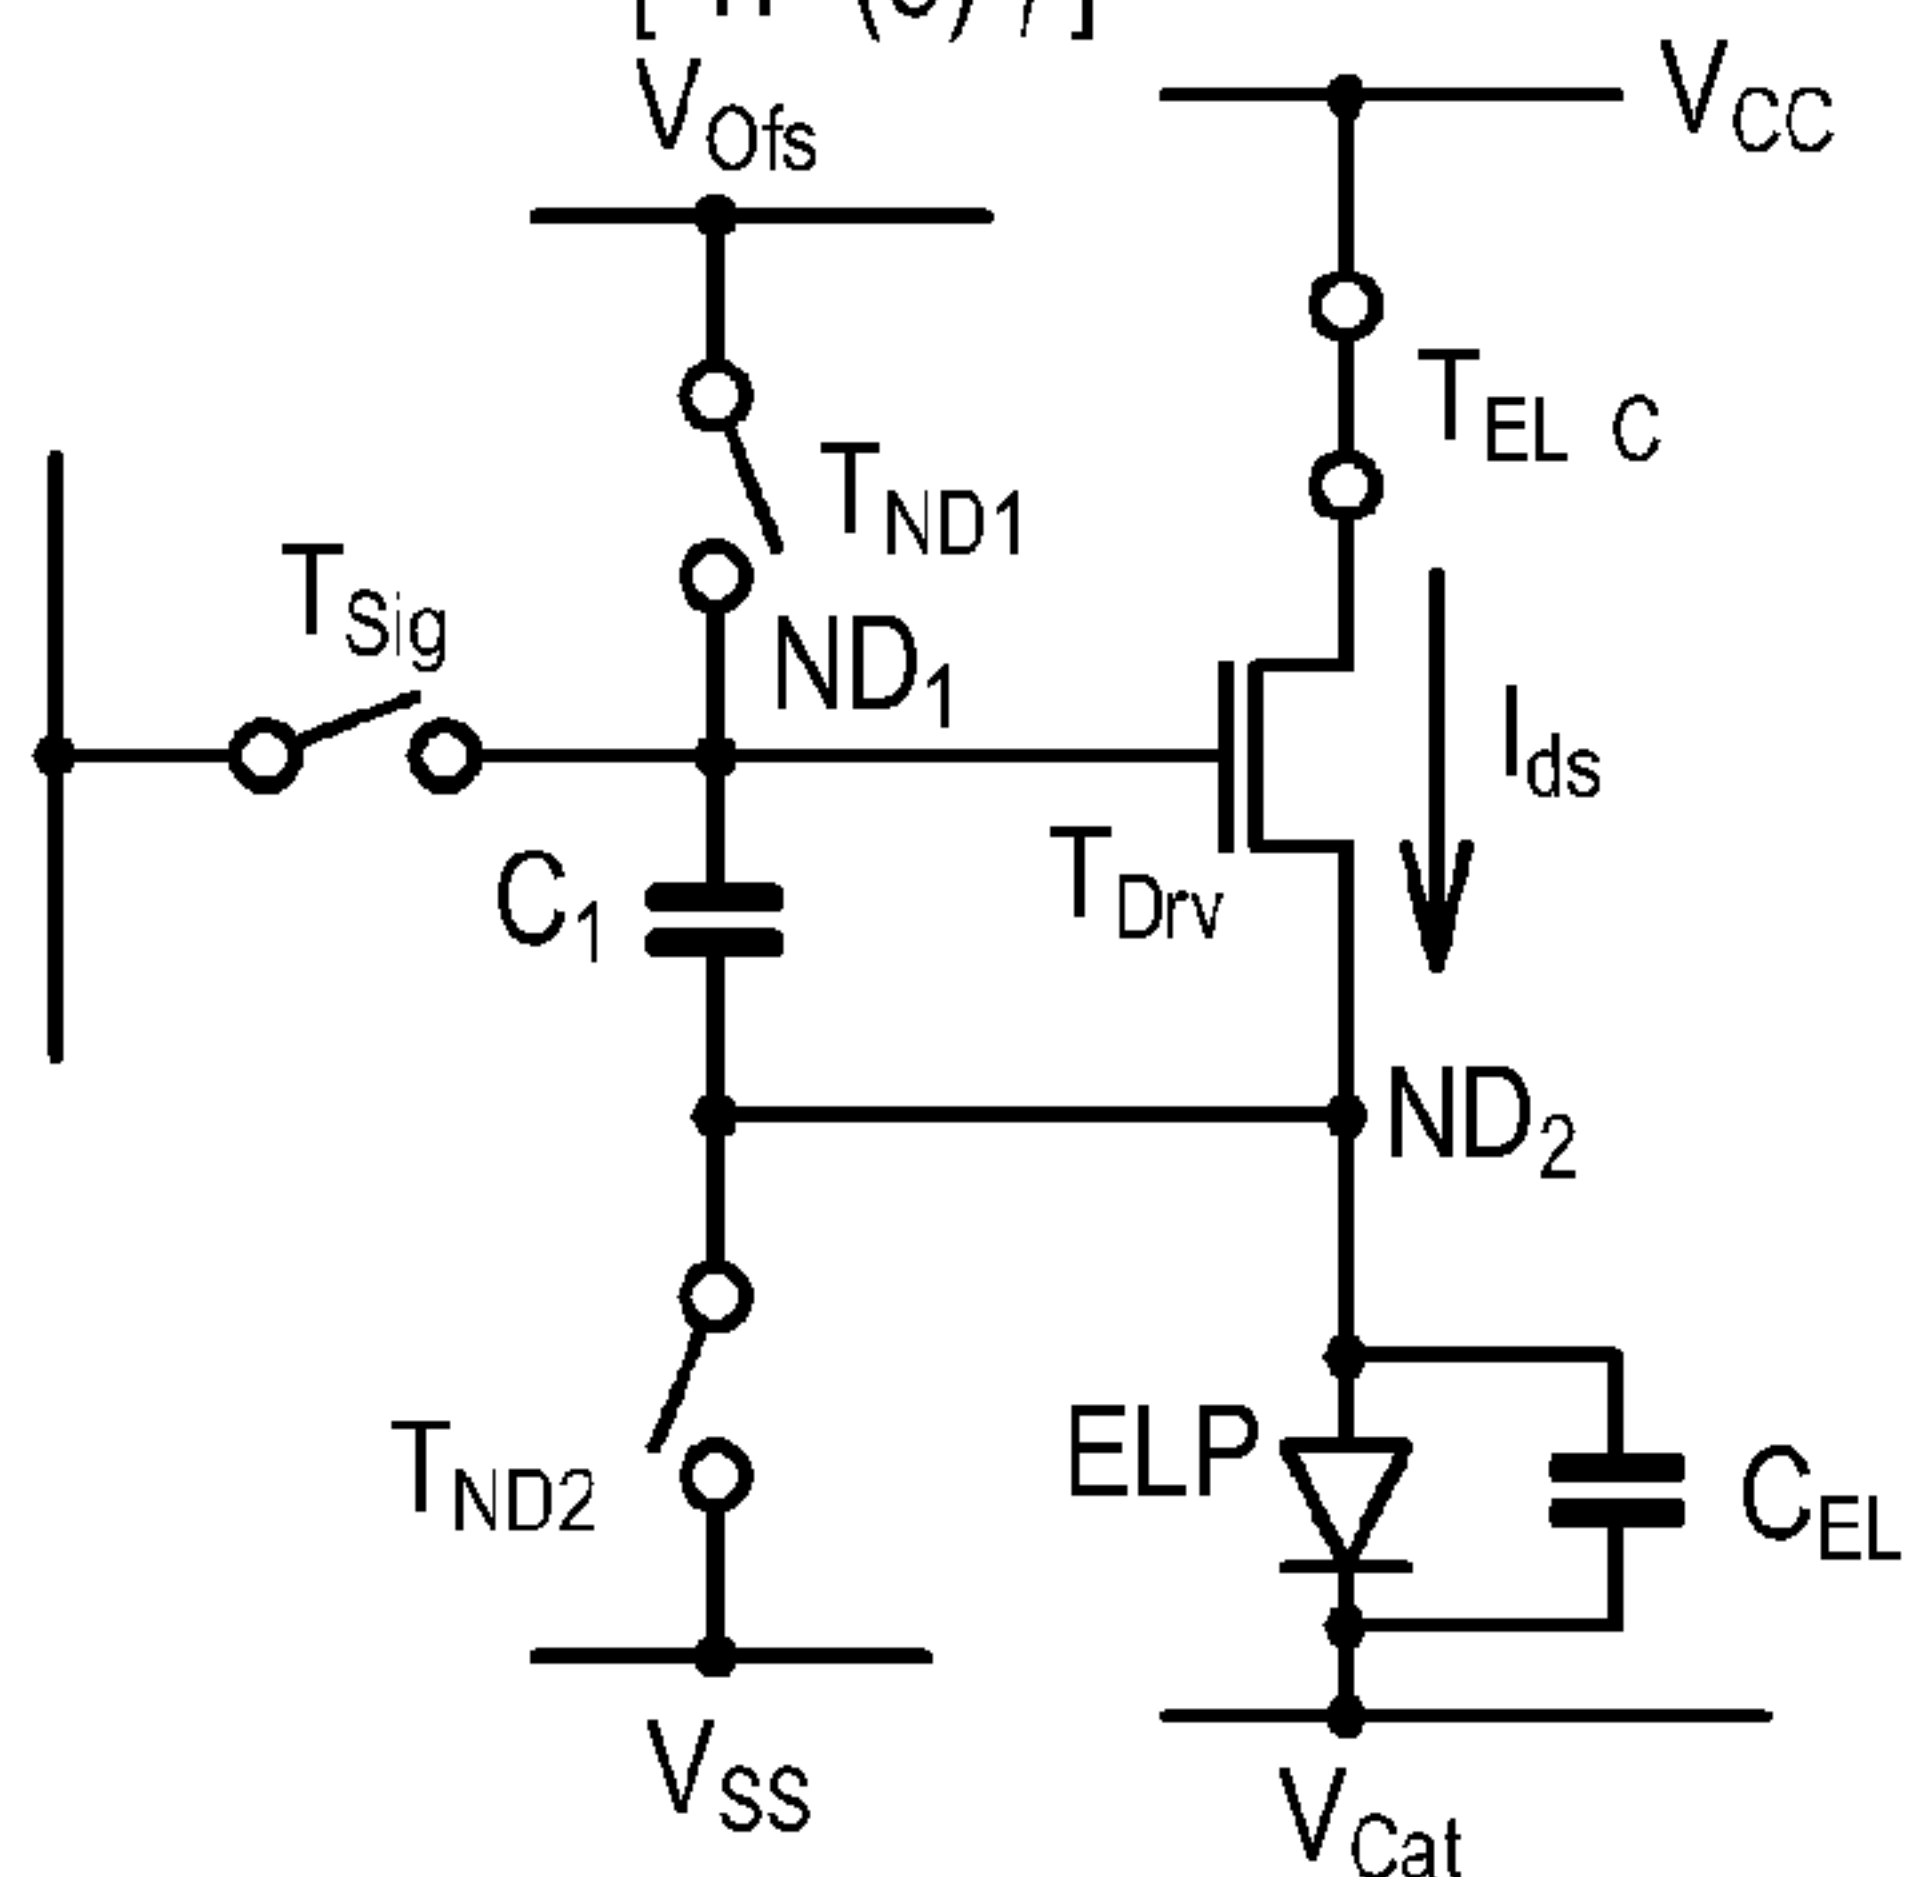 VOfs
VCC
TEL C
TND1
TSig
ND1
Ids
TDrv
C1
ND2
ELP
TND2
CEL
VSS
VCat